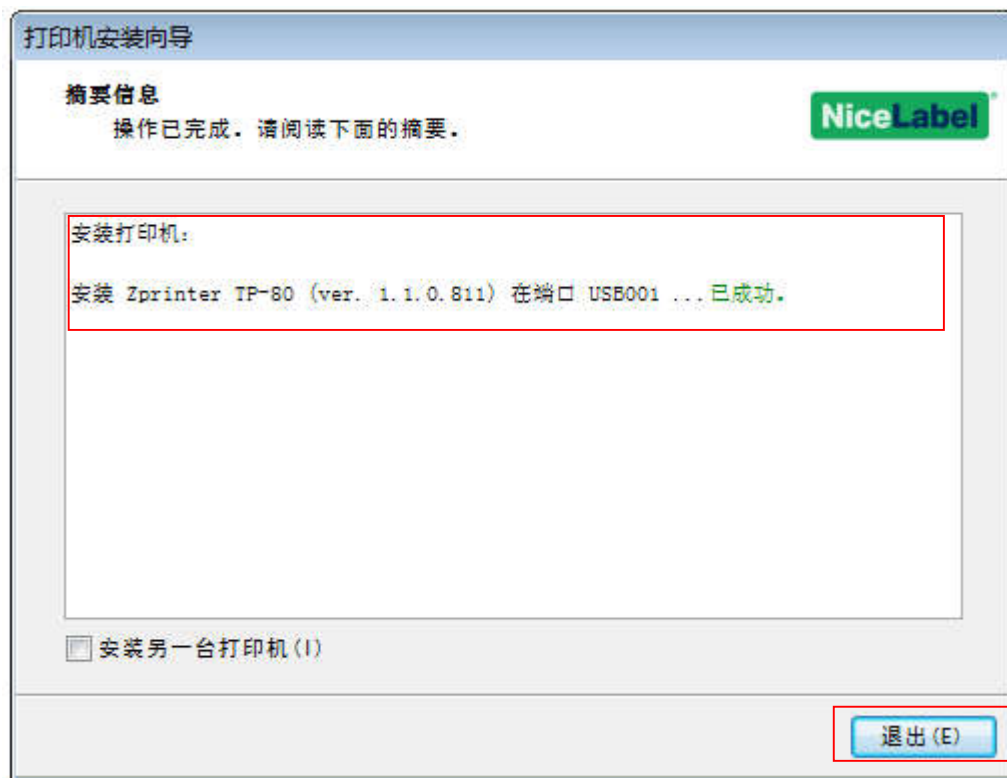 打印机安装向导
摘要信息
操作已完成. 请阅读下面的摘要.
NiceLabel
安装打印机:
安装 Zprinter TP-80 (ver. 1.1.0.811) 在端口 USB001 ...已成功.
安装另一台打印机(I)
退出(E)